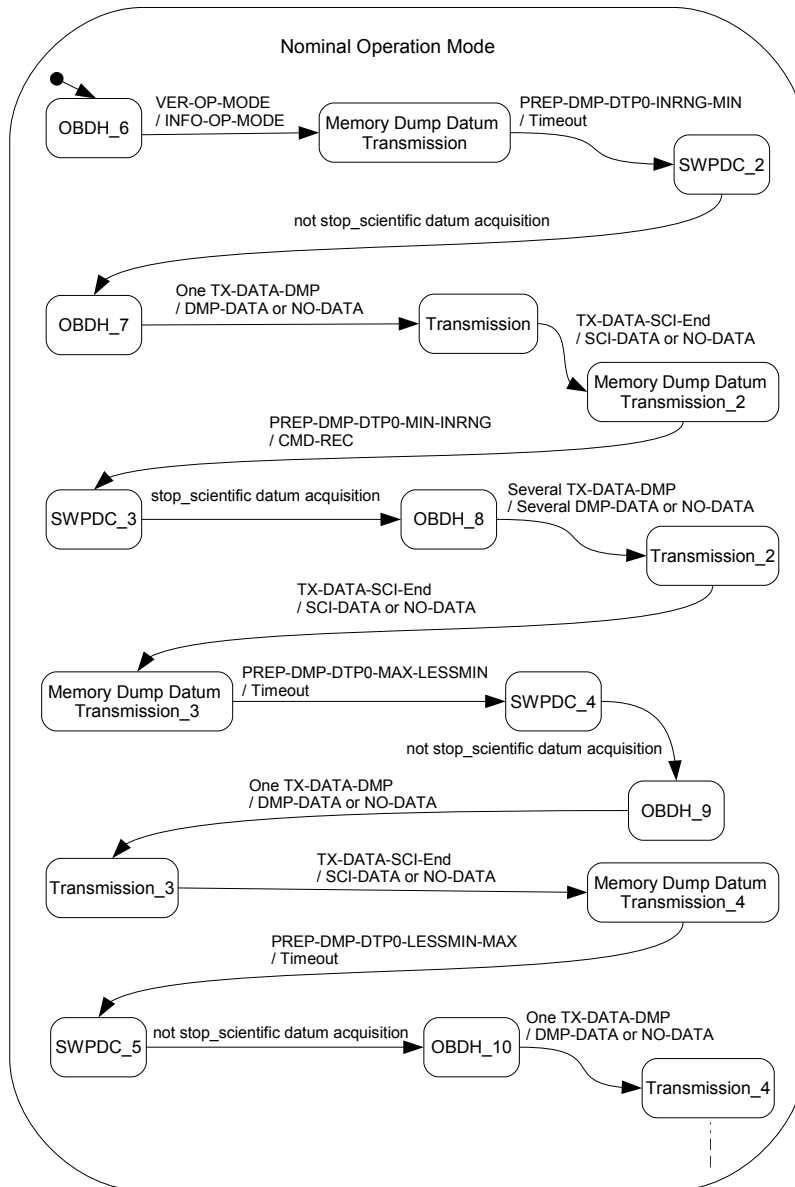 Nominal Operation Mode
OBDH_6
VER-OP-MODE
/ INFO-OP-MODE
Memory Dump Datum
Transmission
PREP-DMP-DTP0-INRNG-MIN
/ Timeout
SWPDC_2
not stop_scientific datum acquisition
OBDH_7
One TX-DATA-DMP
/ DMP-DATA or NO-DATA
Transmission
TX-DATA-SCI-End
/ SCI-DATA or NO-DATA
Memory Dump Datum
Transmission_2
PREP-DMP-DTP0-MIN-INRNG
/ CMD-REC
SWPDC_3
stop_scientific datum acquisition
OBDH_8
Several TX-DATA-DMP
/ Several DMP-DATA or NO-DATA
Transmission_2
TX-DATA-SCI-End
/ SCI-DATA or NO-DATA
Memory Dump Datum
Transmission_3
PREP-DMP-DTP0-MAX-LESSMIN
/ Timeout
SWPDC_4
not stop_scientific datum acquisition
OBDH_9
One TX-DATA-DMP
/ DMP-DATA or NO-DATA
Transmission_3
TX-DATA-SCI-End
/ SCI-DATA or NO-DATA
Memory Dump Datum
Transmission_4
PREP-DMP-DTP0-LESSMIN-MAX
/ Timeout
SWPDC_5
not stop_scientific datum acquisition
OBDH_10
One TX-DATA-DMP
/ DMP-DATA or NO-DATA
Transmission_4